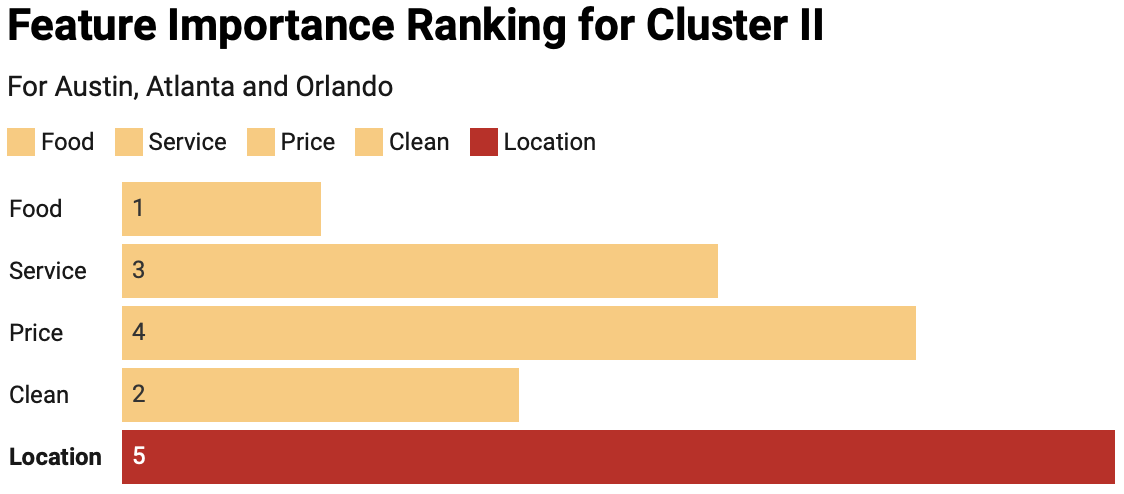 Feature Importance Ranking for Cluster II
For Austin, Atlanta and Orlando
Food Service Price Clean Location
Food 1
Service 3
Price 4
Clean 2
Location 5